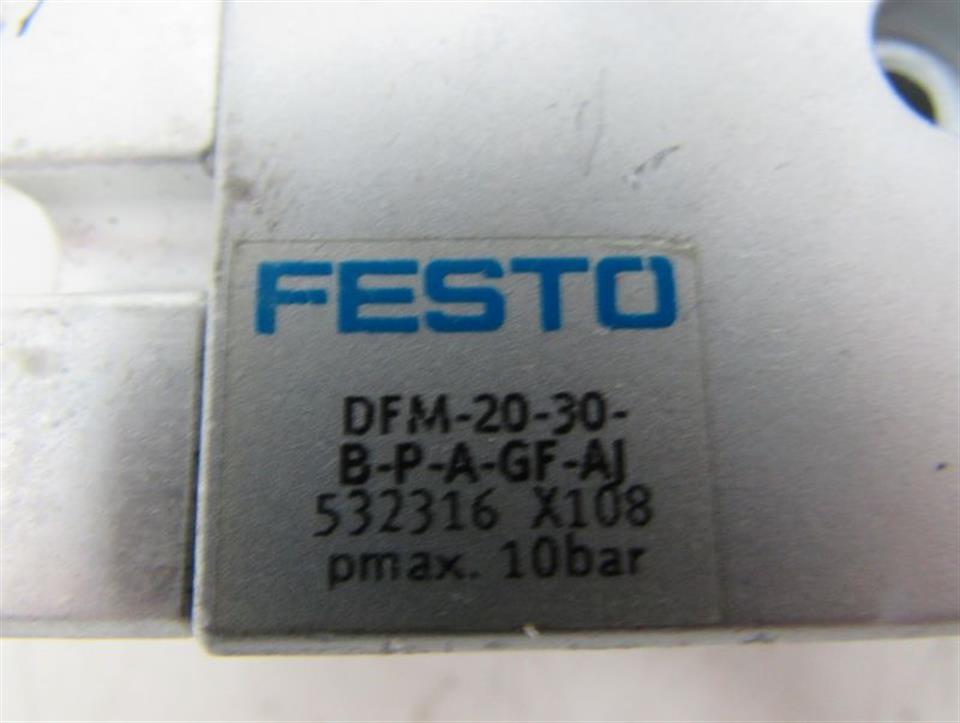 FESTO
DFM-20-30-
B-P-A-GF-AJ
532316 X108
pmax. 10bar